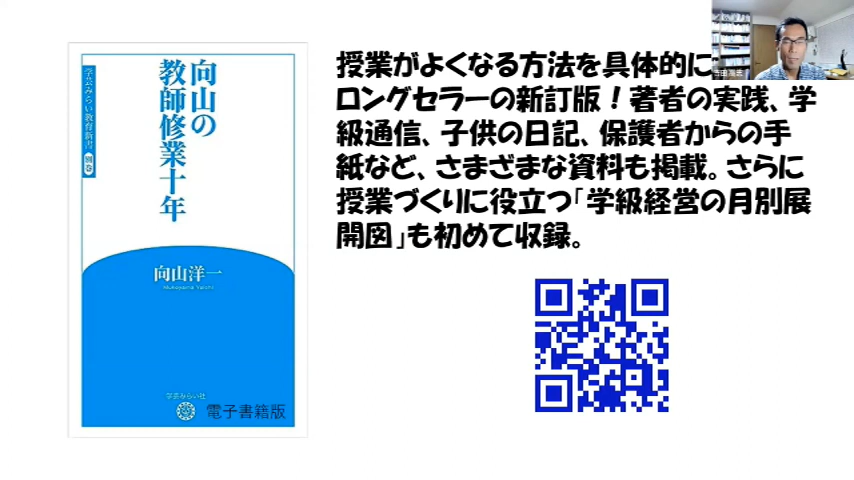 向山の
教師修業十年
学芸みらい教育新書
別巻
向山洋一
Mukoyama Yoichi
学芸みらい社
電子書籍版
授業がよくなる方法を具体的に
ロングセラーの新訂版！著者の実践、学
級通信、子供の日記、保護者からの手
紙など、さまざまな資料も掲載。さらに
授業づくりに役立つ「学級経営の月別展
開図」も初めて収録。